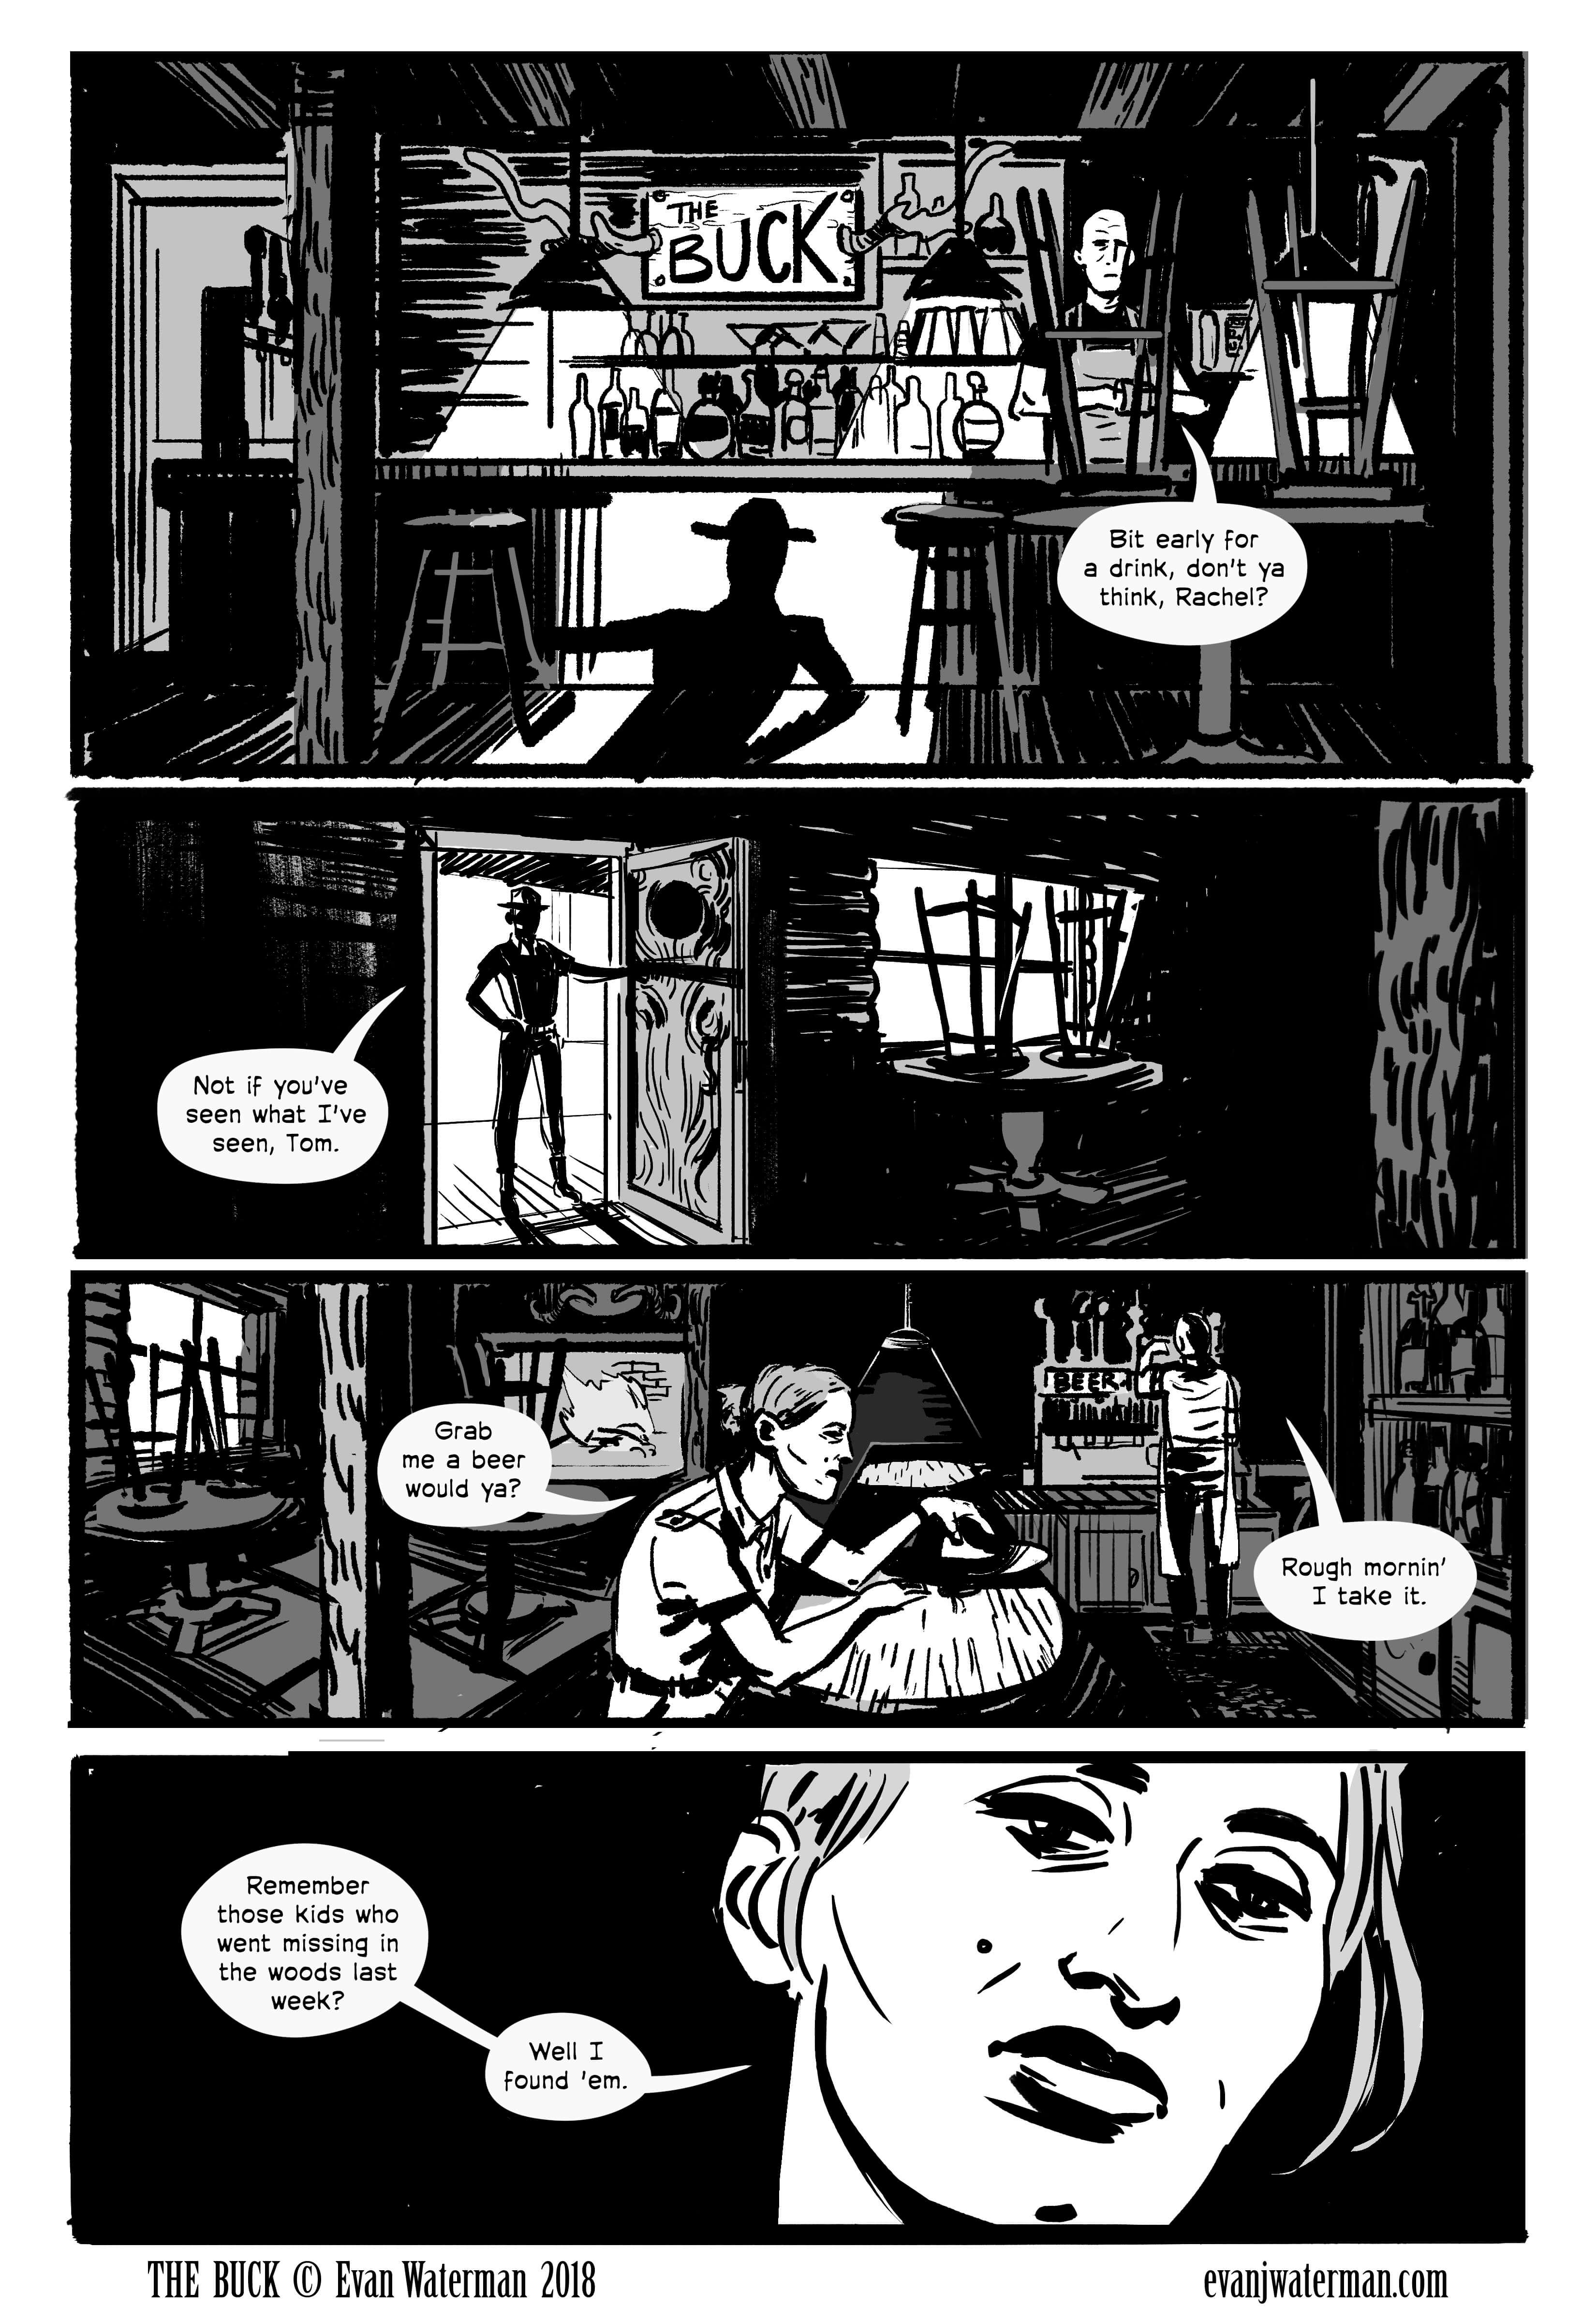 THE
BUCK
Bit early for
a drink, don't ya
think, Rachel?
Not if you've
seen what I've
seen, Tom.
Grab
me a beer
would ya?
BEER
Rough mornin'
I take it.
Remember
those kids who
went missing in
the woods last
week?
Well I
found 'em.
THE BUCK © Evan Waterman 2018
evanjwaterman.com